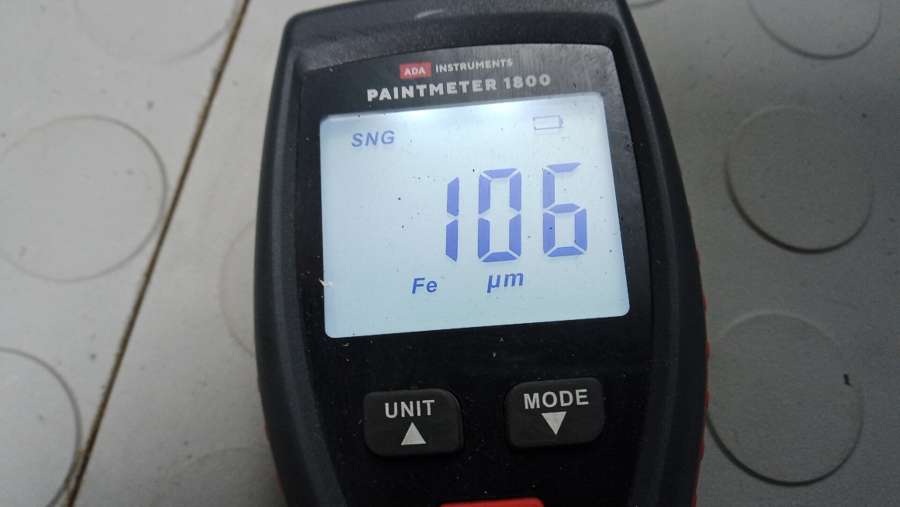 ADA INSTRUMENTS
PAINTMETER 1800
SNG
106
Fe µm
UNIT
MODE